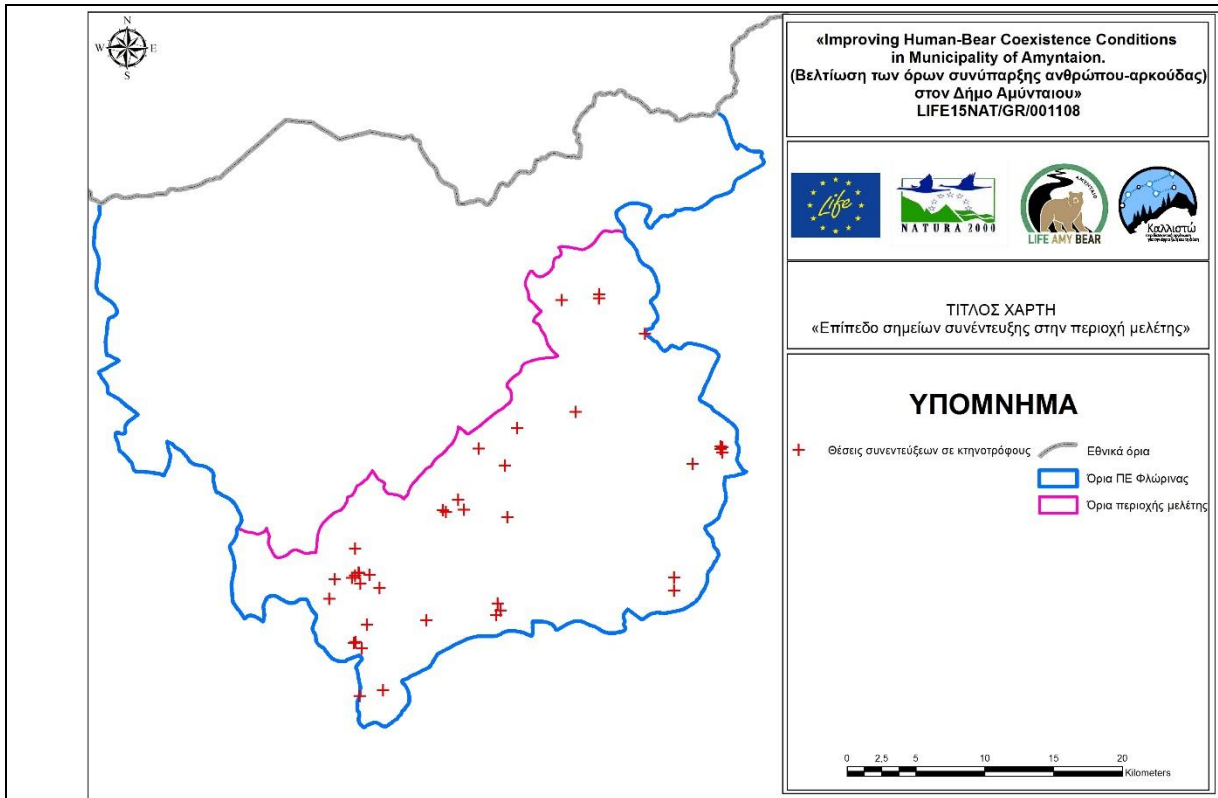 N
W E
S
«Improving Human-Bear Coexistence Conditions
in Municipality of Amyntaion.
(Βελτίωση των όρων συνύπαρξης ανθρώπου-αρκούδας)
στον Δήμο Αμύνταιου»
LIFE15NAT/GR/001108
Life
NATURA 2000
ΑΜΥΝΤΑΙΟ
LIFE AMY BEAR
Καλλιστώ
ΤΙΤΛΟΣ ΧΑΡΤΗ
«Επίπεδο σημείων συνέντευξης στην περιοχή μελέτης»
ΥΠΟΜΝΗΜΑ
Θέσεις συνεντεύξεων σε κτηνοτρόφους
Εθνικά όρια
Όρια ΠΕ Φλώρινας
Όρια περιοχής μελέτης
0 2,5 5 10 15 20
Kilometers